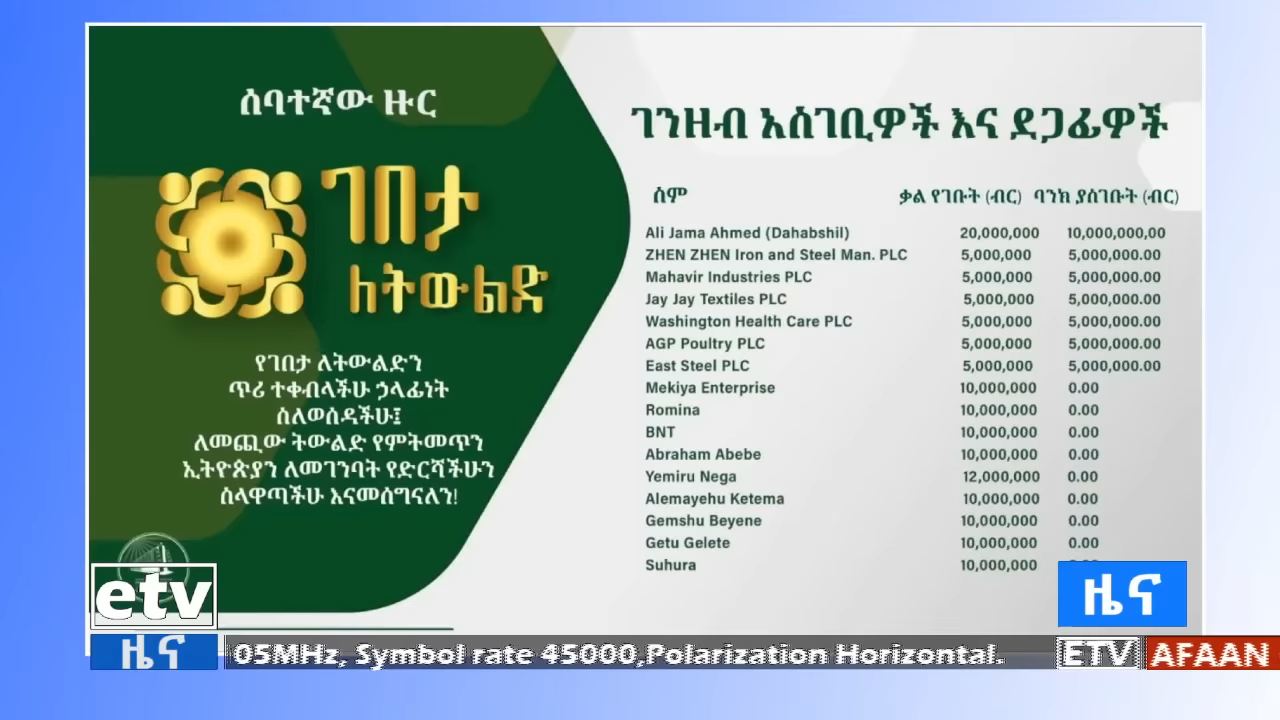 ሰባተኛው ዙር
ገበታ
ለትውልድ
የገበታ ለትውልድን
ጥሪ ተቀብላችሁ ኃላፊነት
ስለወሰዳችሁ፤
ለመጪው ትውልድ የምትመጥን
ኢትዮጵያን ለመገንባት የድርሻችሁን
ስላዋጣችሁ እናመሰግናለን!
ገንዘብ አስገቢዎች እና ደጋፊዎች
ስም ቃል የገቡት (ብር) ባንክ ያስገቡት (ብር)
Ali Jama Ahmed (Dahabshil) 20,000,000 10,000,000,00
ZHEN ZHEN Iron and Steel Man. PLC 5,000,000 5,000,000.00
Mahavir Industries PLC 5,000,000 5,000,000.00
Jay Jay Textiles PLC 5,000,000 5,000,000.00
Washington Health Care PLC 5,000,000 5,000,000.00
AGP Poultry PLC 5,000,000 5,000,000.00
East Steel PLC 5,000,000 5,000,000.00
Mekiya Enterprise 10,000,000 0.00
Romina 10,000,000 0.00
BNT 10,000,000 0.00
Abraham Abebe 10,000,000 0.00
Yemiru Nega 12,000,000 0.00
Alemayehu Ketema 10,000,000 0.00
Gemshu Beyene 10,000,000 0.00
Getu Gelete 10,000,000 0.00
Suhura 10,000,000
etv
ዜና
ዜና
05MHz, Symbol rate 45000,Polarization Horizontal.
ETV AFAAN